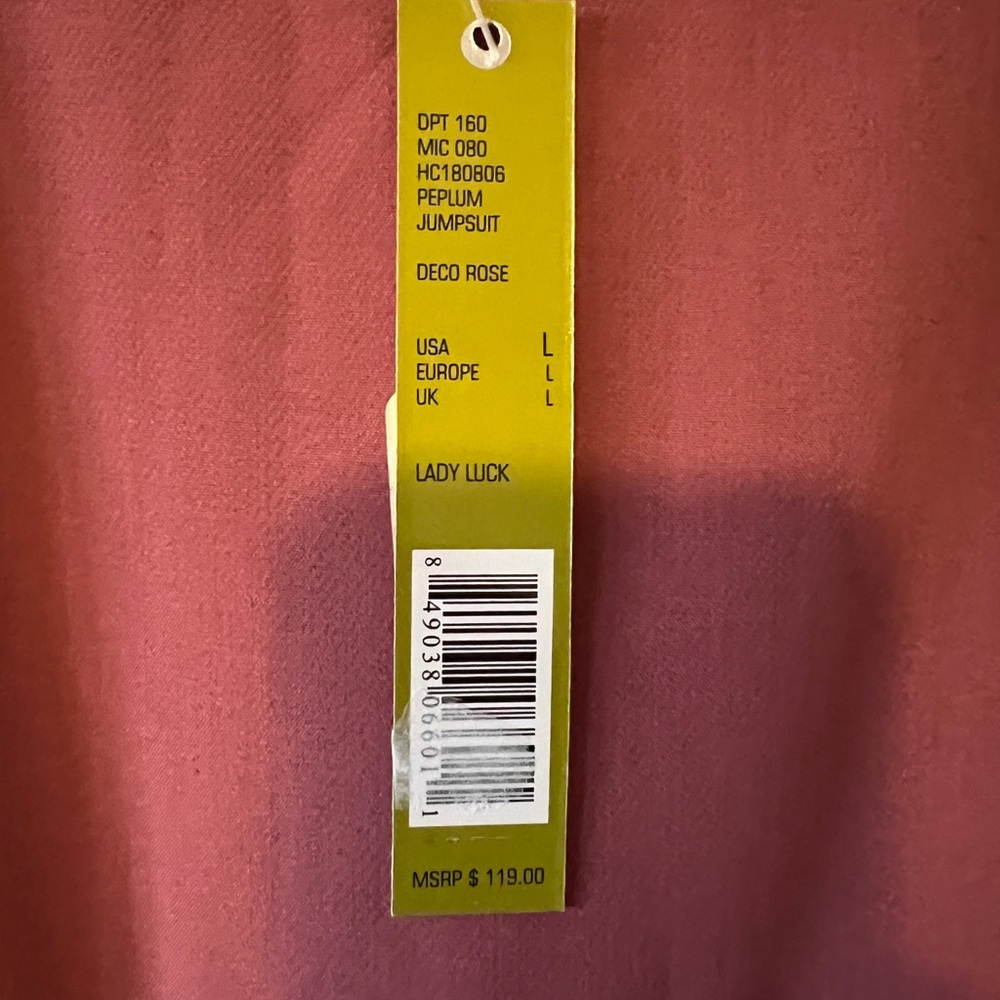 DPT 160
MIC 080
HC180806
PEPLUM
JUMPSUIT
DECO ROSE
USA L
EUROPE L
UK L
LADY LUCK
8 49038 06601 1
MSRP $ 119.00